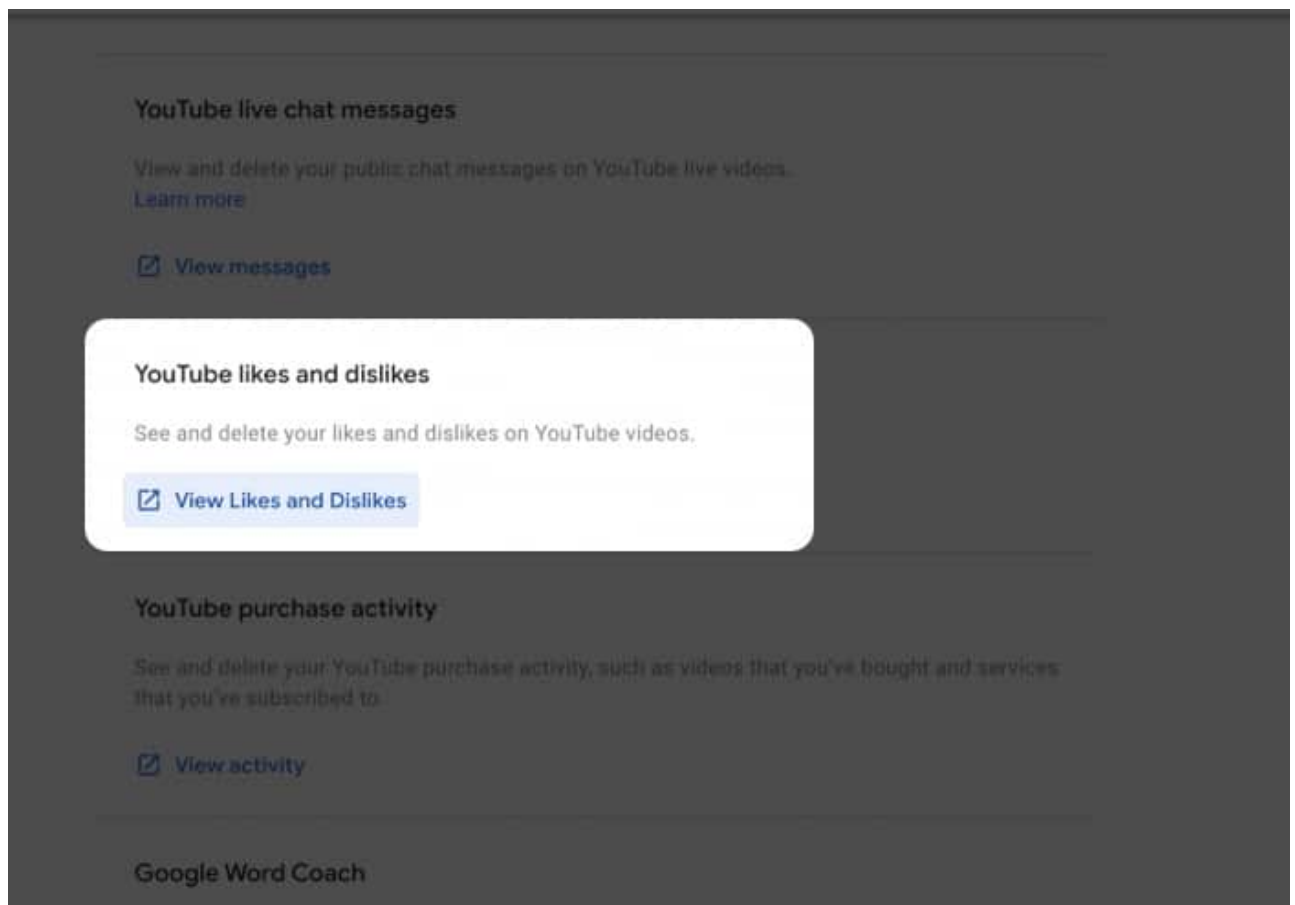 YouTube live chat messages
View and delete your public chat messages on YouTube live videos.
Learn more
View messages
YouTube likes and dislikes
See and delete your likes and dislikes on YouTube videos.
View Likes and Dislikes
YouTube purchase activity
See and delete your YouTube purchase activity, such as videos that you've bought and services
that you've subscribed to.
View activity
Google Word Coach